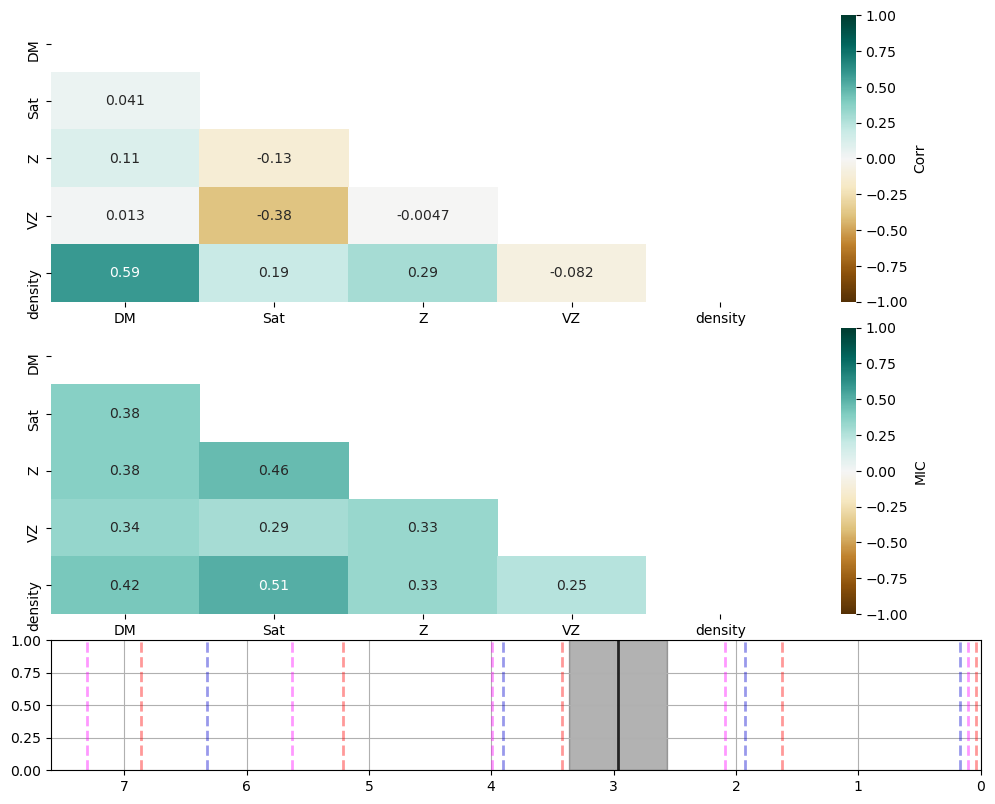 DM
Sat
0.041
Z
0.11 -0.13
VZ
0.013 -0.38 -0.0047
density
0.59 0.19 0.29 -0.082
DM Sat Z VZ density
1.00
0.75
0.50
0.25
0.00
−0.25
−0.50
−0.75
−1.00
Corr
DM
Sat
0.38
Z
0.38 0.46
VZ
0.34 0.29 0.33
density
0.42 0.51 0.33 0.25
DM Sat Z VZ density
1.00
0.75
0.50
0.25
0.00
−0.25
−0.50
−0.75
−1.00
MIC
1.00
0.75
0.50
0.25
0.00
7 6 5 4 3 2 1 0